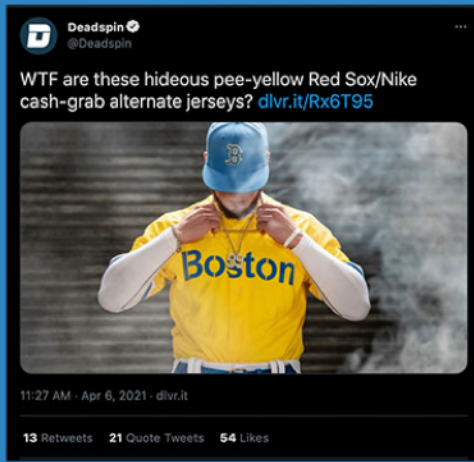 Deadspin
@Deadspin
WTF are these hideous pee-yellow Red Sox/Nike
cash-grab alternate jerseys? dlvr.it/Rx6T95
B
Boston
99
11:27 AM · Apr 6, 2021 · dlvr.it
13 Retweets 21 Quote Tweets 54 Likes